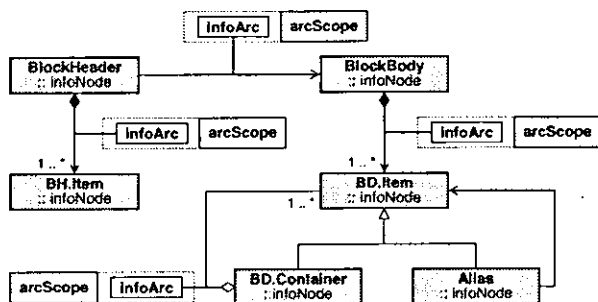 infoArc arcScope
BlockHeader BlockBody
:: infoNode :: infoNode
infoArc arcScope infoArc arcScope
1 .. * 1 .. *
BH.Item BD.Item
:: infoNode :: infoNode
1 .. *
arcScope infoArc BD.Container Alias
:: infoNode :: infoNode